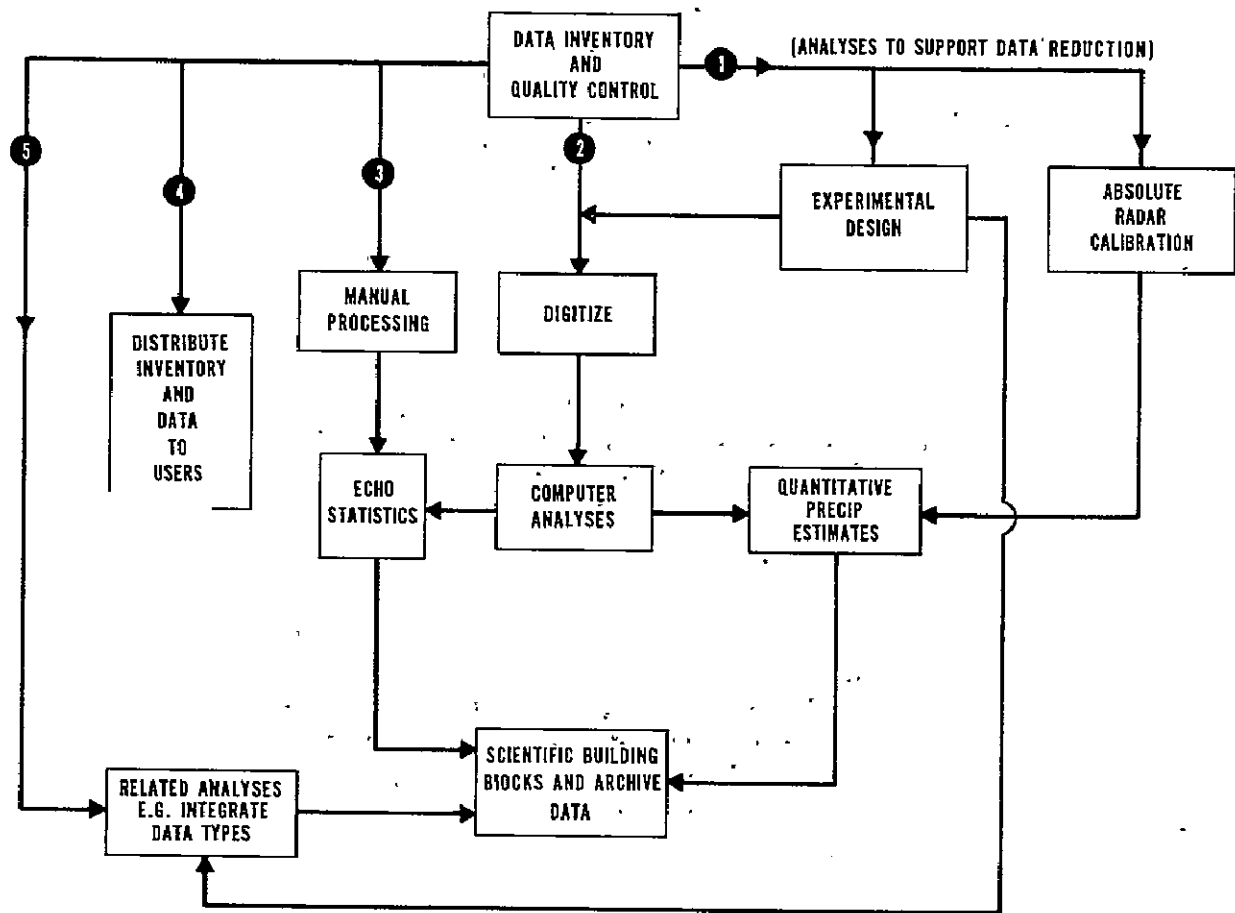 DATA INVENTORY
AND
QUALITY CONTROL
1
(ANALYSES TO SUPPORT DATA REDUCTION)
5
4
3
2
EXPERIMENTAL
DESIGN
ABSOLUTE
RADAR
CALIBRATION
MANUAL
PROCESSING
DIGITIZE
DISTRIBUTE
INVENTORY
AND
DATA
TO
USERS
ECHO
STATISTICS
COMPUTER
ANALYSES
QUANTITATIVE
PRECIP
ESTIMATES
SCIENTIFIC BUILDING
BLOCKS AND ARCHIVE
DATA
RELATED ANALYSES
E.G. INTEGRATE
DATA TYPES